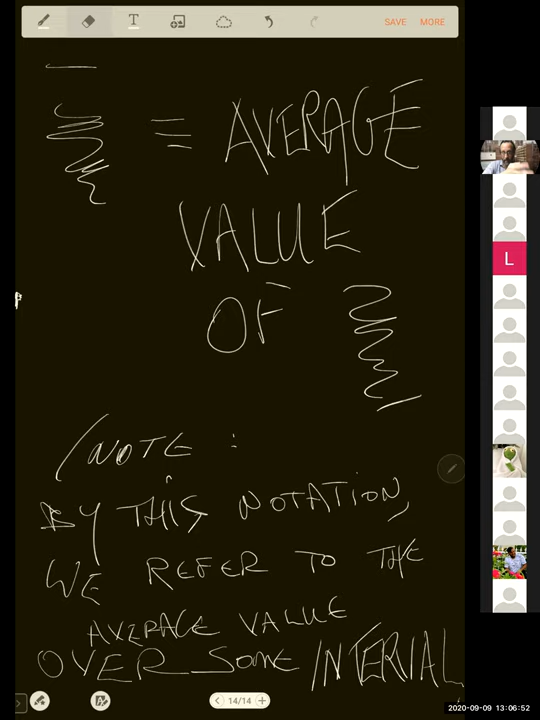 SAVE MORE
= AVERAGE
VALUE
OF
(NOTE :
BY THIS NOTATION,
WE REFER TO THE
AVERAGE VALUE
OVER SOME INTERVAL
L
14/14
2020-09-09 13:06:52